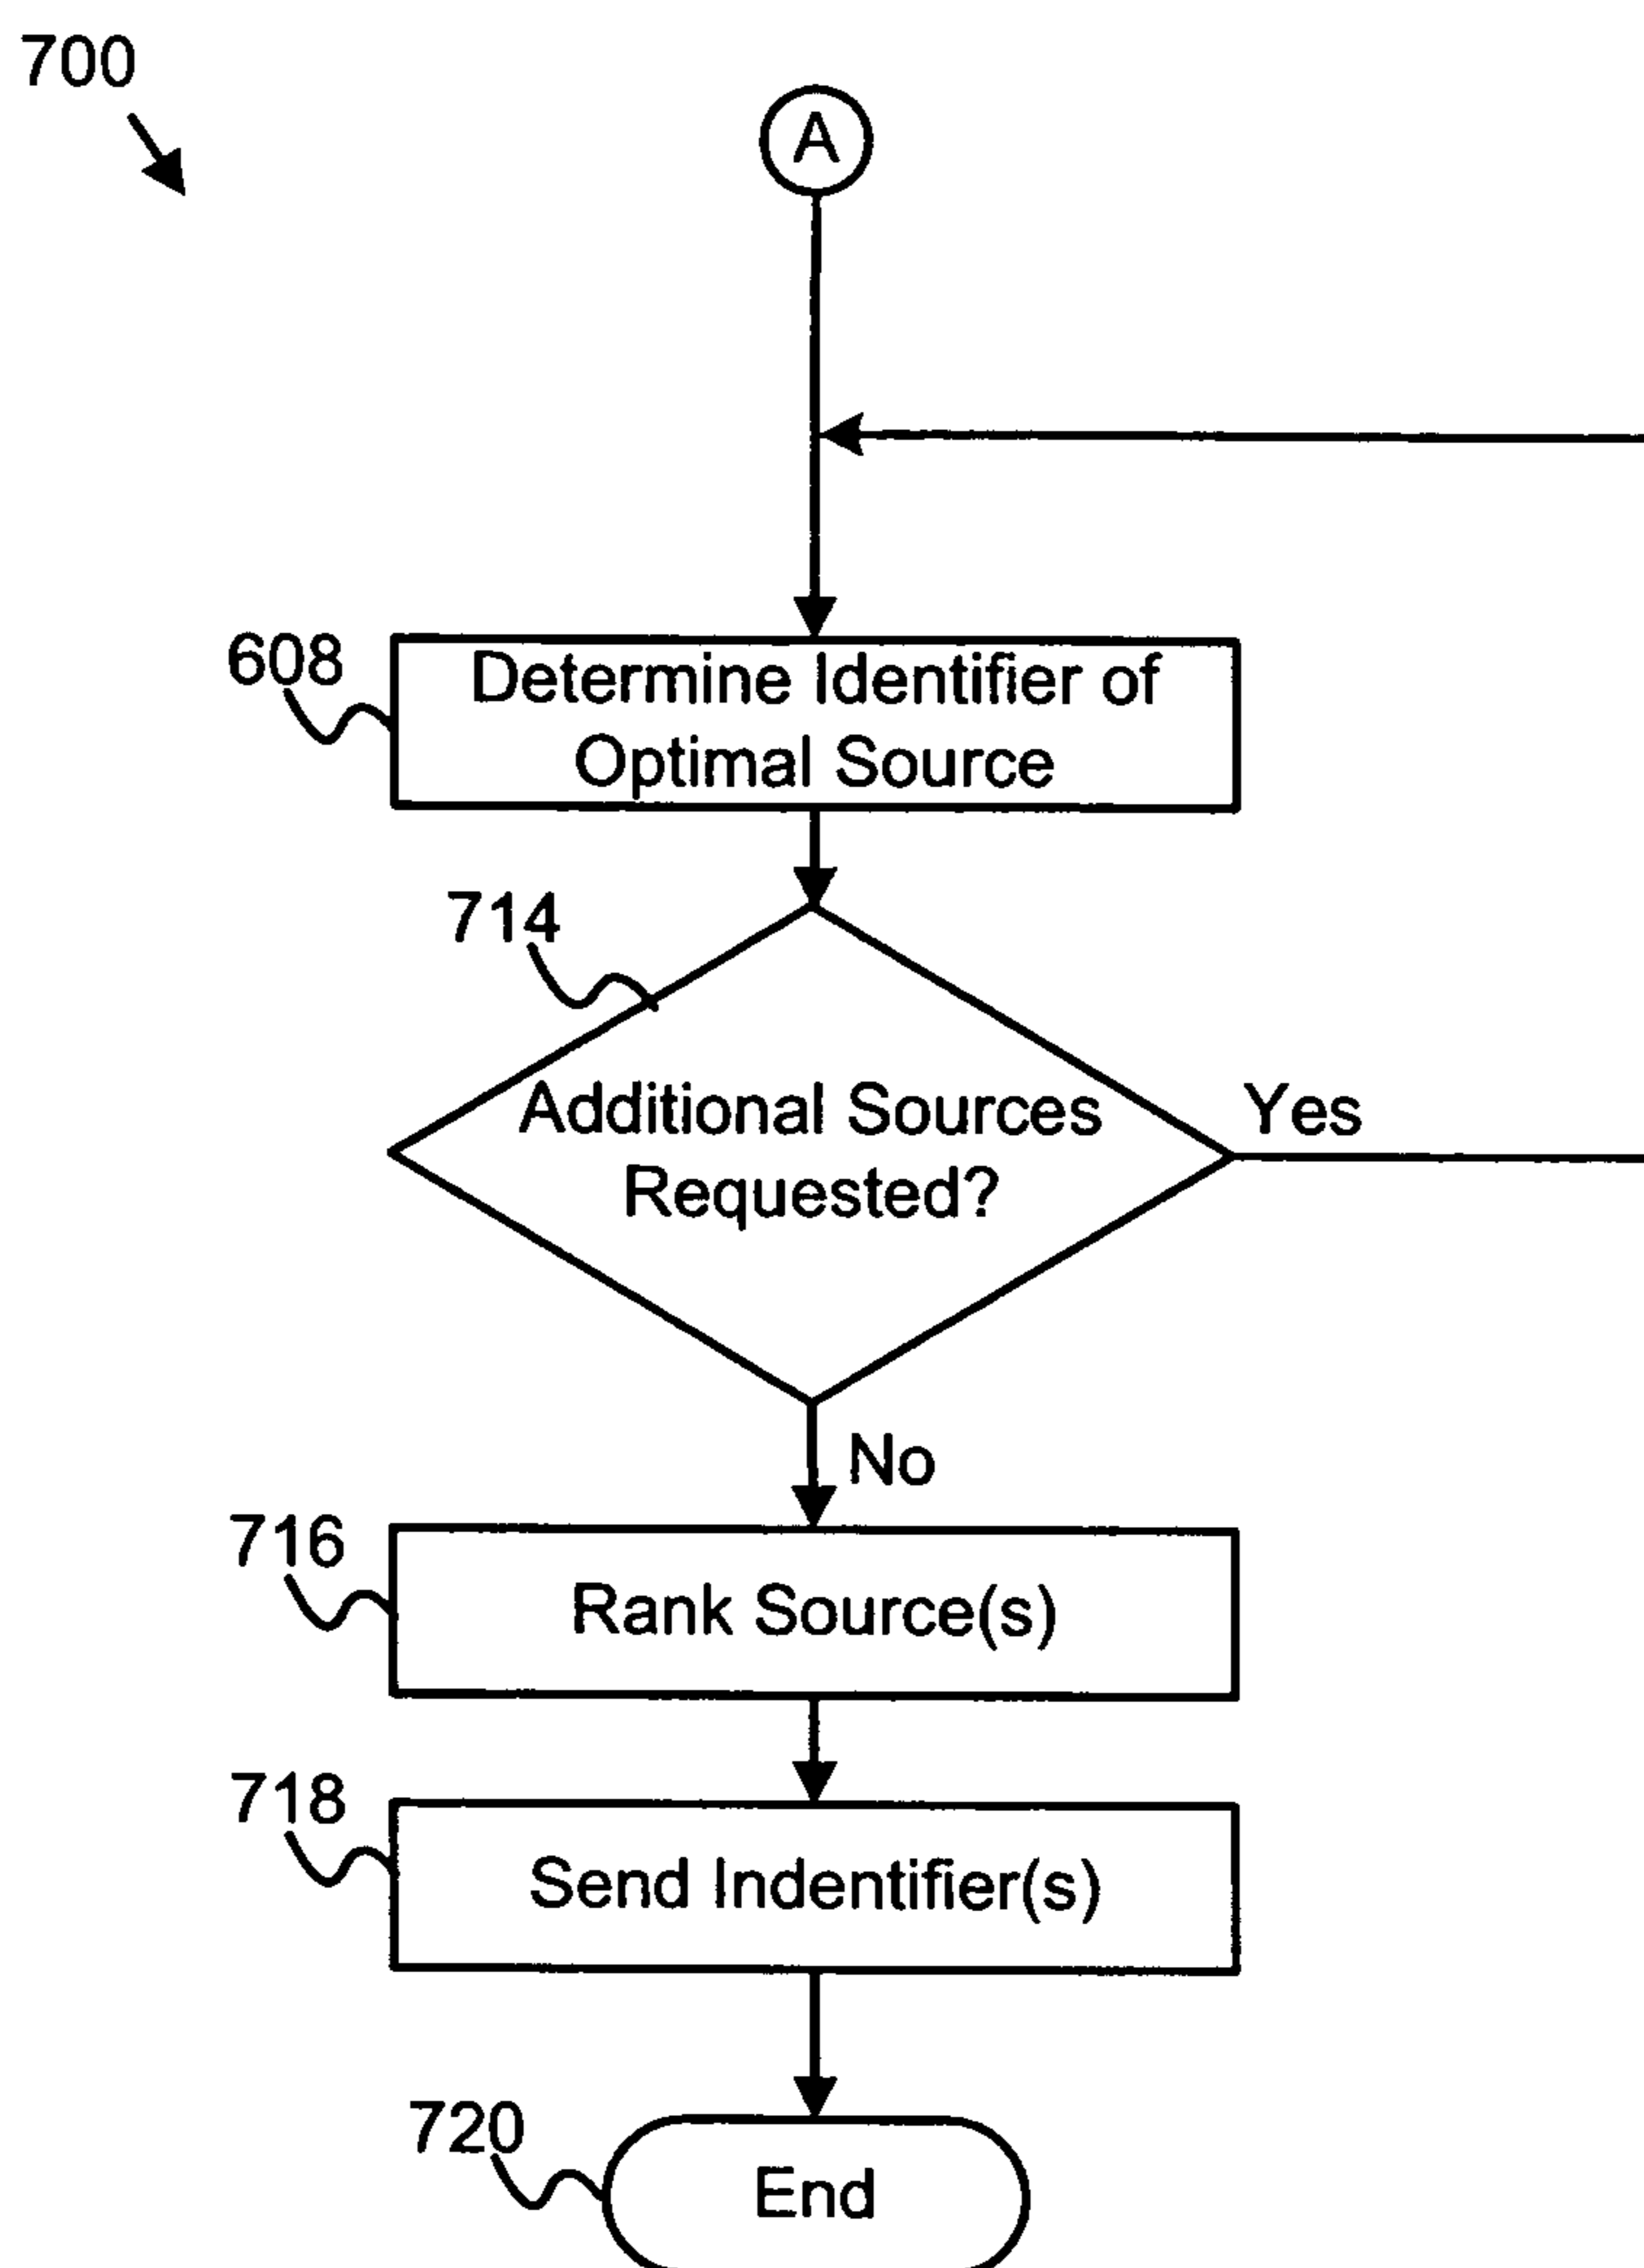 700
A
608
Determine Identifier of
Optimal Source
714
Additional Sources
Requested?
Yes
No
716
Rank Source(s)
718
Send Indentifier(s)
720
End